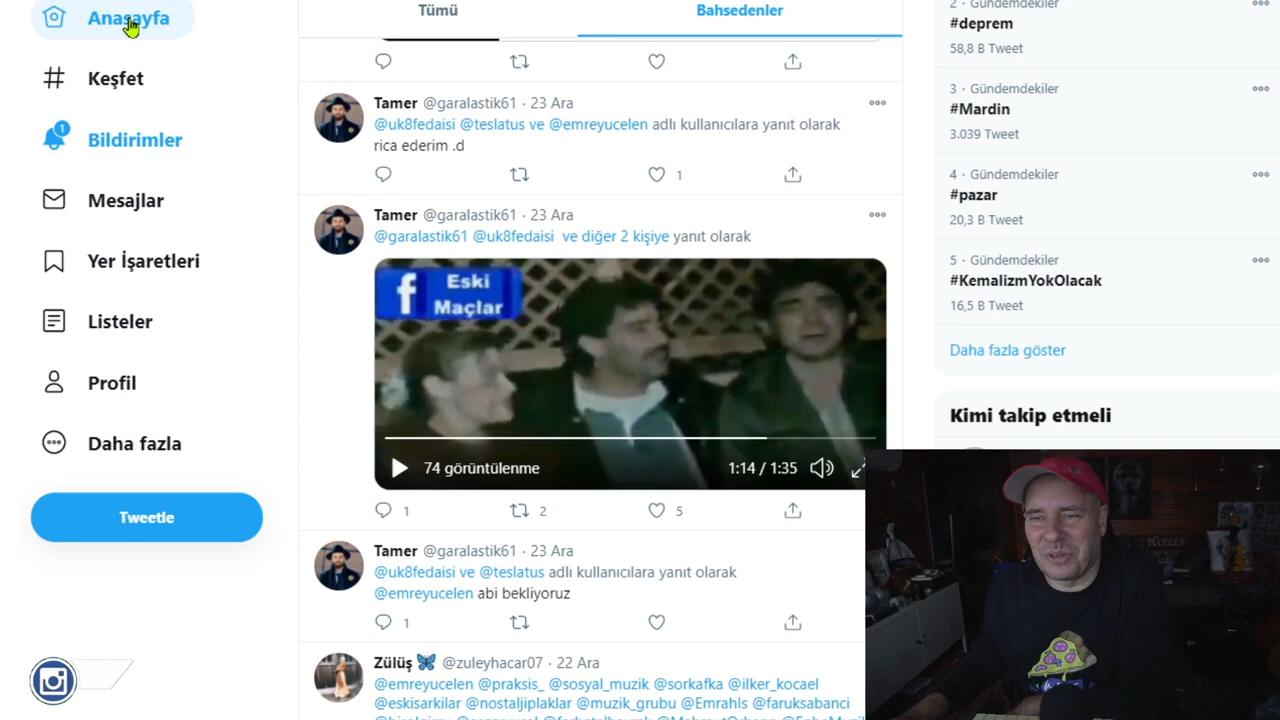 Anasayfa
Keşfet
1
Bildirimler
Mesajlar
Yer İşaretleri
Listeler
Profil
Daha fazla
Tweetle
Tümü
Bahsedenler
Tamer @garalastik61 · 23 Ara
@uk8fedaisi @teslatus ve @emreyucelen adlı kullanıcılara yanıt olarak
rica ederim .d
1
Tamer @garalastik61 · 23 Ara
@garalastik61 @uk8fedaisi ve diğer 2 kişiye yanıt olarak
f Eski
Maçlar
74 görüntülenme
1:14 / 1:35
1 2 5
Tamer @garalastik61 · 23 Ara
@uk8fedaisi ve @teslatus adlı kullanıcılara yanıt olarak
@emreyucelen abi bekliyoruz
1
Zülüş @zuleyhacar07 · 22 Ara
@emreyucelen @praksis_ @sosyal_muzik @sorkafka @ilker_kocael
@eskisarkilar @nostaljiplaklar @muzik_grubu @Emrahls @faruksabanci
2 · Gündemdekiler
#deprem
58,8 B Tweet
3 · Gündemdekiler
#Mardin
3.039 Tweet
4 · Gündemdekiler
#pazar
20,3 B Tweet
5 · Gündemdekiler
#KemalizmYokOlacak
16,5 B Tweet
Daha fazla göster
Kimi takip etmeli
YÜCELEN